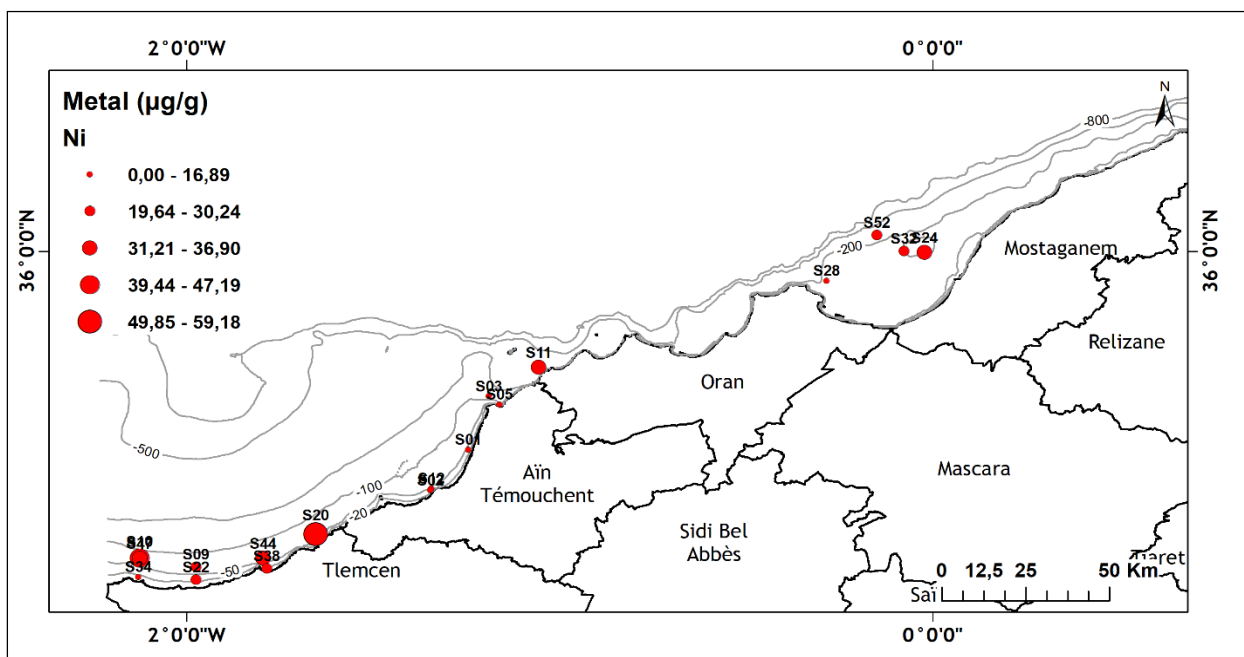 2°0'0"W
0°0'0"
Metal (µg/g)
Ni
0,00 - 16,89
19,64 - 30,24
31,21 - 36,90
39,44 - 47,19
49,85 - 59,18
N
-800
36°0'0"N
36°0'0"N
S52
S32
S24
-200
S28
Mostaganem
Relizane
S11
Oran
S03
S05
-500
S01
Mascara
Aïn
Témouchent
-100
-20
S20
Sidi Bel
Abbès
S44
S38
S09
S22
S34
-50
Tlemcen
0 12,5 25 50 Km
2°0'0"W
0°0'0"